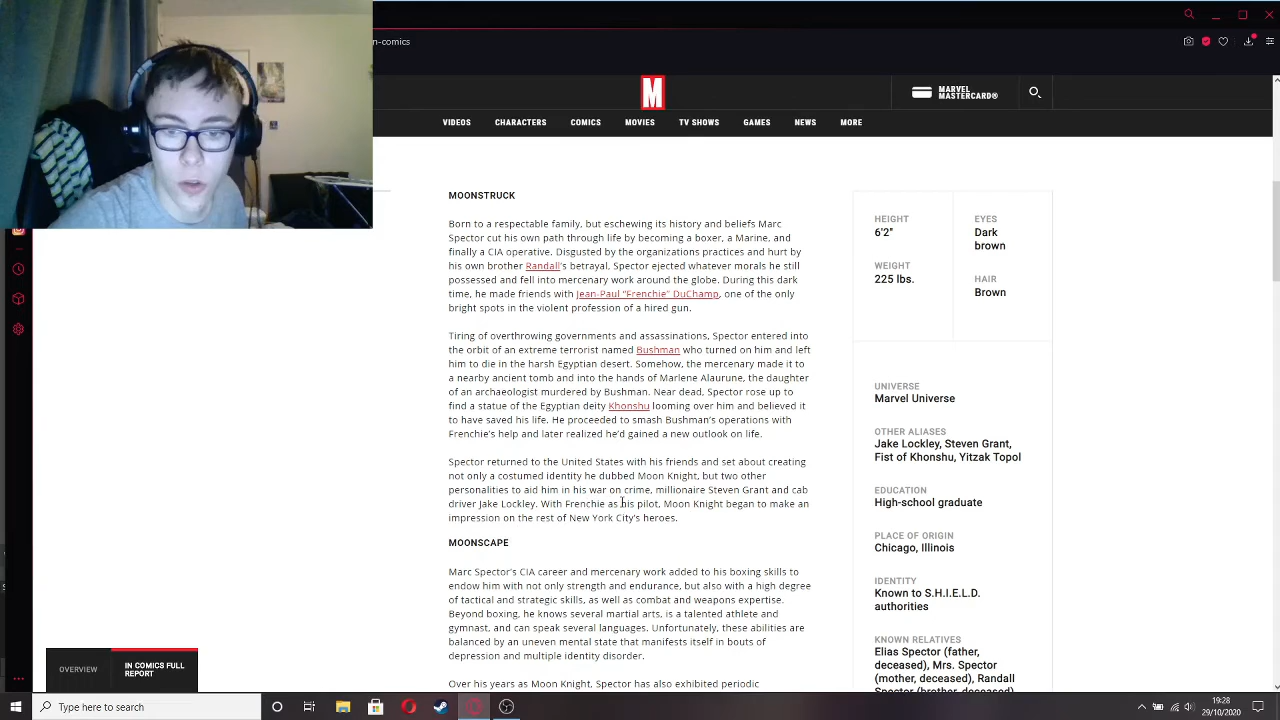 n-comics
M
MARVEL
MASTERCARD®
VIDEOS CHARACTERS COMICS MOVIES TV SHOWS GAMES NEWS MORE
MOONSTRUCK
Born to a respectable family, but eschewing its history and beliefs Marc
Spector cut his own path through life by becoming a boxer, a Marine, and
finally a CIA operative. Disgusted by the organizations practices and hurt by
his own brother Randall's betrayal, Spector ejected whatever morals he still
possessed and fell into mercenary work around the globe. During this dark
time, he made friends with Jean-Paul "Frenchie" DuChamp, one of the only
bright spots in the violent profession of a hired gun.
Tiring of overthrowing governments and assassinations, Spector entered into
the orbit of an extreme terrorist named Bushman who turned on him and left
him to die in the harsh Egyptian desert. Somehow, the mercenary made it to
a nearby ancient tomb and into the hands of Marlene Alaurune, the daughter
of an archaeologist murdered by Bushman. Near dead, Spector rose up to
find a statue of the Egyptian deity Khonshu looming over him and believed it
to have saved his life. He proceeded to smash Bushman's operations with
Frenchie's help and later realized he'd gained a new outlook on life.
Spector returned to the United States with his friends and set about creating
not only a costumed identity he dubbed Moon Knight, but two other
personalities to aid him in his war on crime, millionaire Steven Grant and cab
driver Jake Lockley. With Frenchie as his pilot, Moon Knight began to make an
impression on the rest of New York City's heroes.
MOONSCAPE
Marc Spector's CIA career and mercenary work added to his boxing skills to
endow him with not only strength and endurance, but also with a high degree
of tactical and strategic skills, as well as combat and weapons expertise.
Beyond boxing, he knows several martial arts, is a talented athlete and
gymnast, and can speak several languages. Unfortunately, these abilities are
balanced by an uneven mental state that manifests itself in bouts of
depression and multiple identity disorder.
Over his years as Moon Knight, Spector has also exhibited periodic
HEIGHT
6'2"
WEIGHT
225 lbs.
EYES
Dark
brown
HAIR
Brown
UNIVERSE
Marvel Universe
OTHER ALIASES
Jake Lockley, Steven Grant,
Fist of Khonshu, Yitzak Topol
EDUCATION
High-school graduate
PLACE OF ORIGIN
Chicago, Illinois
IDENTITY
Known to S.H.I.E.L.D.
authorities
KNOWN RELATIVES
Elias Spector (father,
deceased), Mrs. Spector
(mother, deceased), Randall
Spector (brother, deceased)
OVERVIEW
IN COMICS FULL
REPORT
Type here to search
19:28
29/10/2020